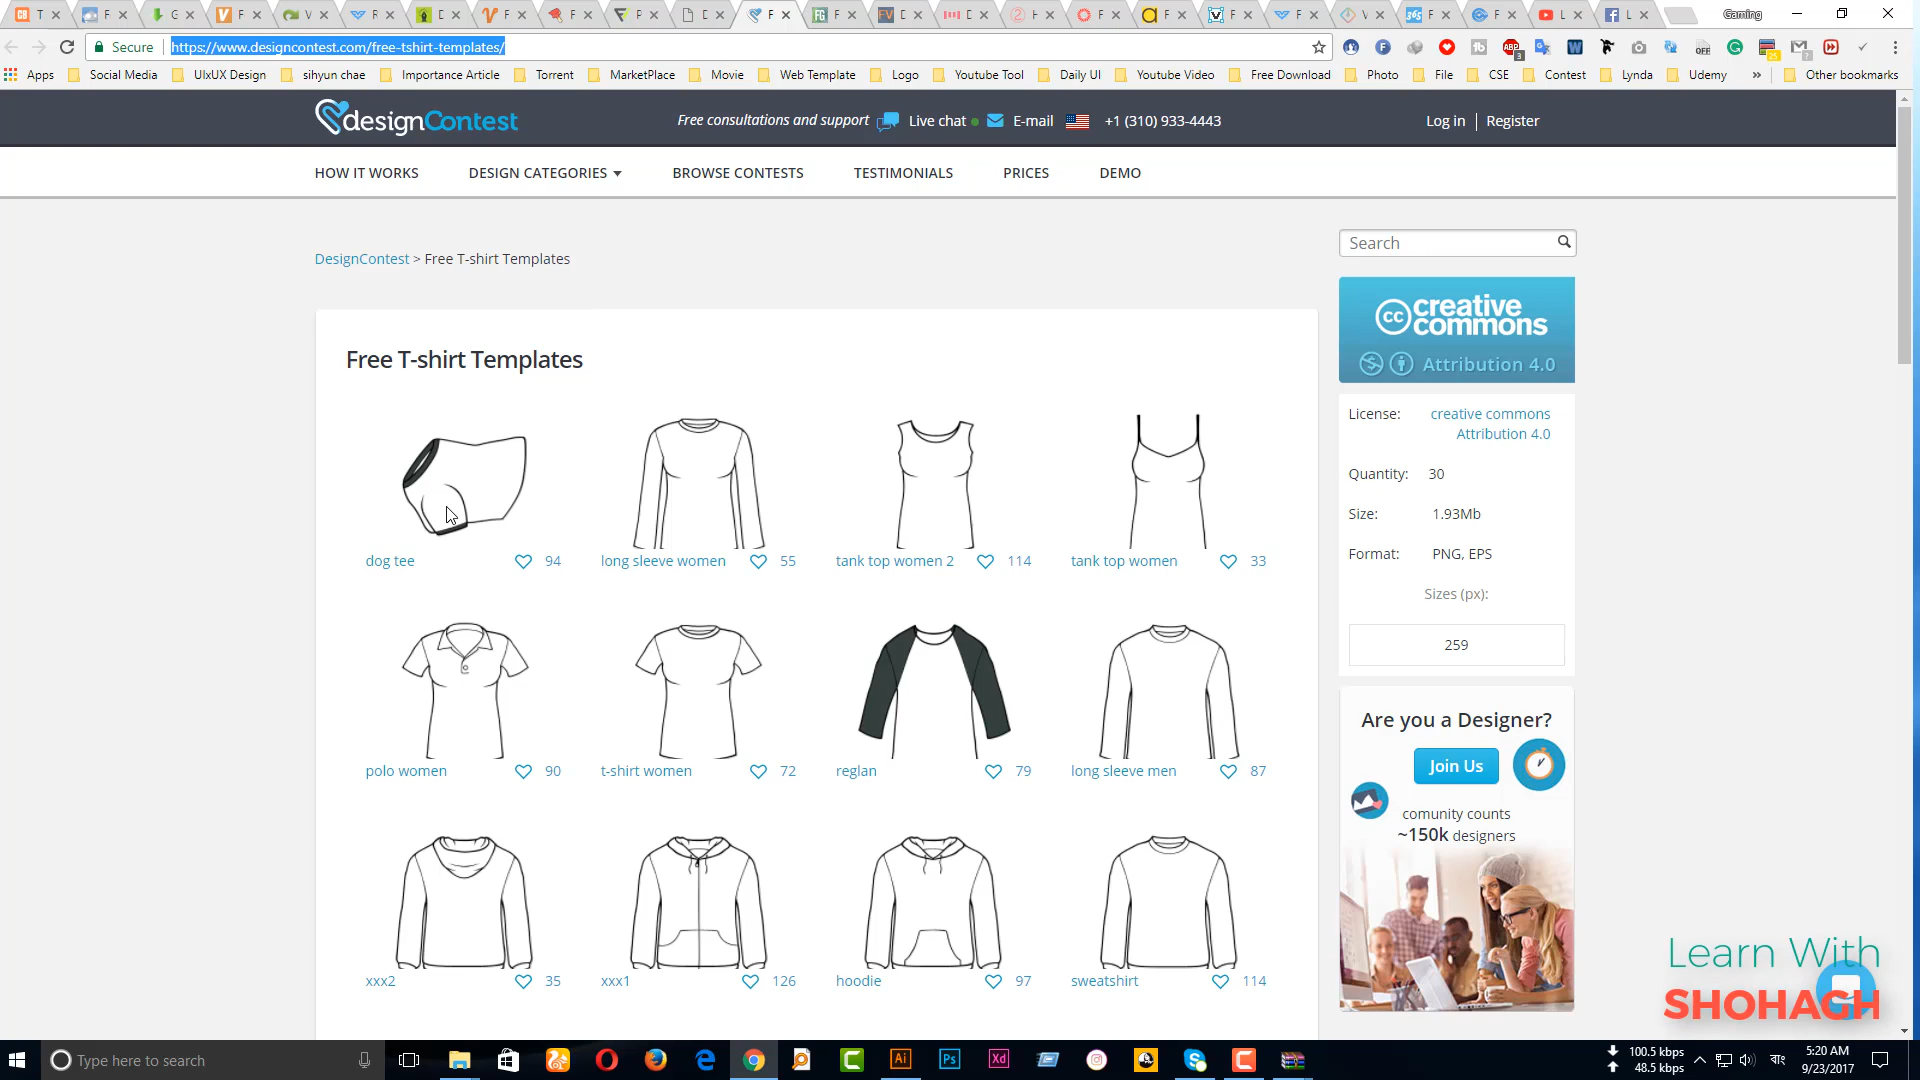 Gaming
Secure https://www.designcontest.com/free-tshirt-templates/
Apps Social Media UIxUX Design sihyun chae Importance Article Torrent MarketPlace Movie Web Template Logo Youtube Tool Daily UI Youtube Video Free Download Photo File CSE Contest Lynda Udemy » Other bookmarks
designContest Free consultations and support Live chat E-mail +1 (310) 933-4443 Log in Register
HOW IT WORKS DESIGN CATEGORIES BROWSE CONTESTS TESTIMONIALS PRICES DEMO
Search
DesignContest > Free T-shirt Templates
cc creative commons
Attribution 4.0
Free T-shirt Templates
License: creative commons
Attribution 4.0
Quantity: 30
Size: 1.93Mb
Format: PNG, EPS
Sizes (px):
259
dog tee 94 long sleeve women 55 tank top women 2 114 tank top women 33
polo women 90 t-shirt women 72 reglan 79 long sleeve men 87
xxx2 35 xxx1 126 hoodie 97 sweatshirt 114
Are you a Designer?
Join Us
comunity counts
~150k designers
Learn With
SHOHAGH
Type here to search
Ai Ps Xd
100.5 kbps
48.5 kbps
বাং
5:20 AM
9/23/2017